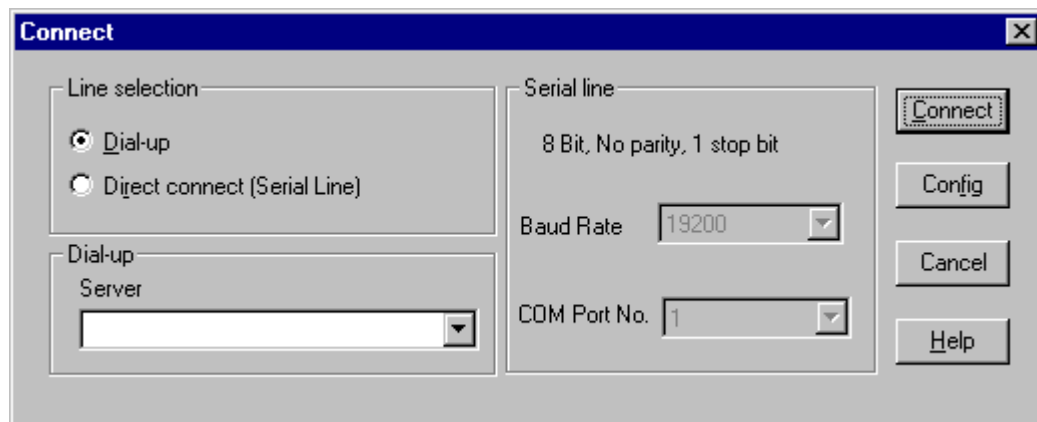 Connect
Line selection
Dial-up
Direct connect (Serial Line)
Dial-up
Server
Serial line
8 Bit, No parity, 1 stop bit
Baud Rate 19200
COM Port No. 1
Connect
Config
Cancel
Help